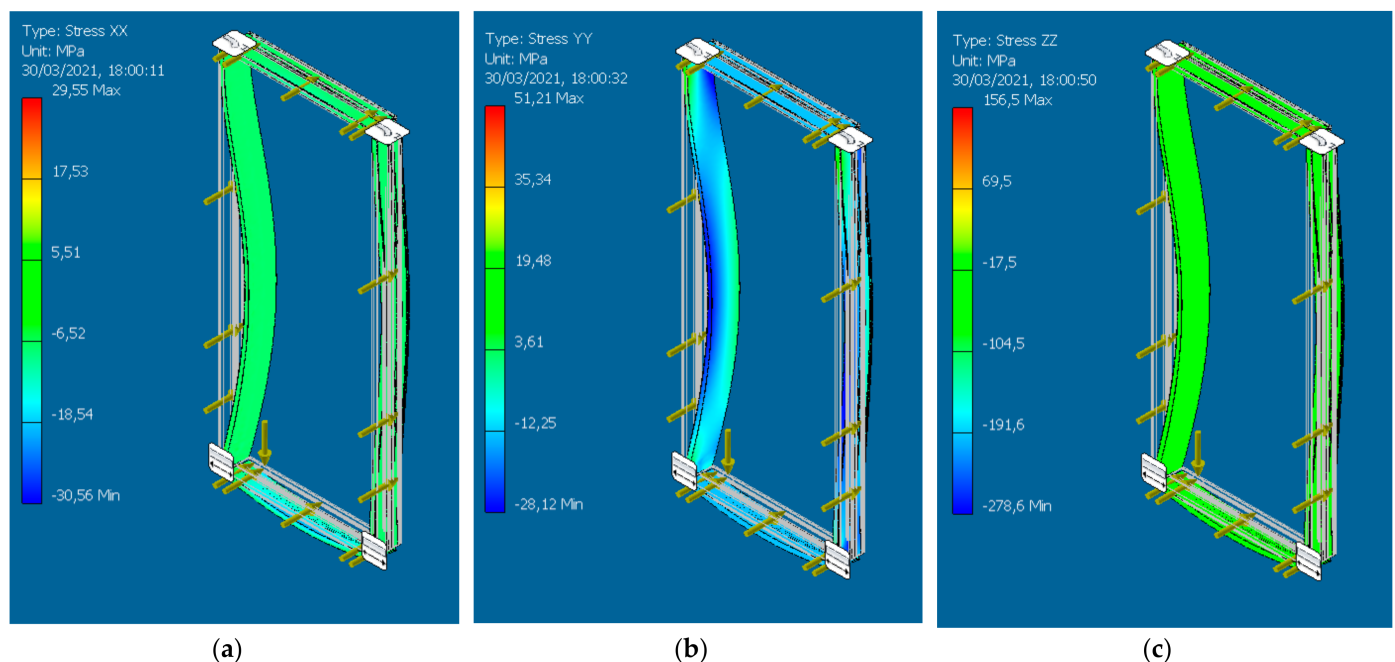 Type: Stress XX
Unit: MPa
30/03/2021, 18:00:11
29,55 Max
17,53
5,51
-6,52
-18,54
-30,56 Min
Type: Stress YY
Unit: MPa
30/03/2021, 18:00:32
51,21 Max
35,34
19,48
3,61
-12,25
-28,12 Min
Type: Stress ZZ
Unit: MPa
30/03/2021, 18:00:50
156,5 Max
69,5
-17,5
-104,5
-191,6
-278,6 Min
(a)
(b)
(c)